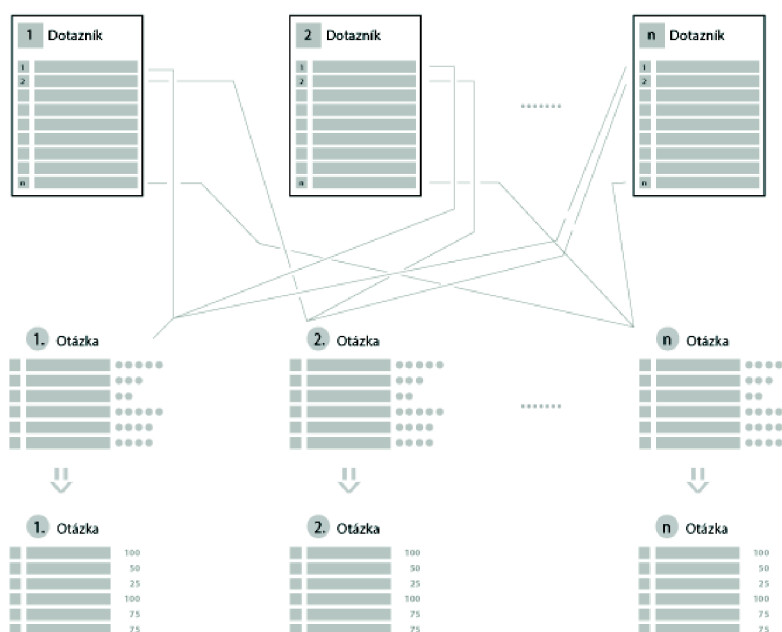 1 Dotazník
1
2
n
2 Dotazník
1
2
n
........
n Dotazník
1
2
n
1. Otázka
2. Otázka
........
n Otázka
1. Otázka
100
50
25
100
75
75
2. Otázka
100
50
25
100
75
75
n Otázka
100
50
25
100
75
75